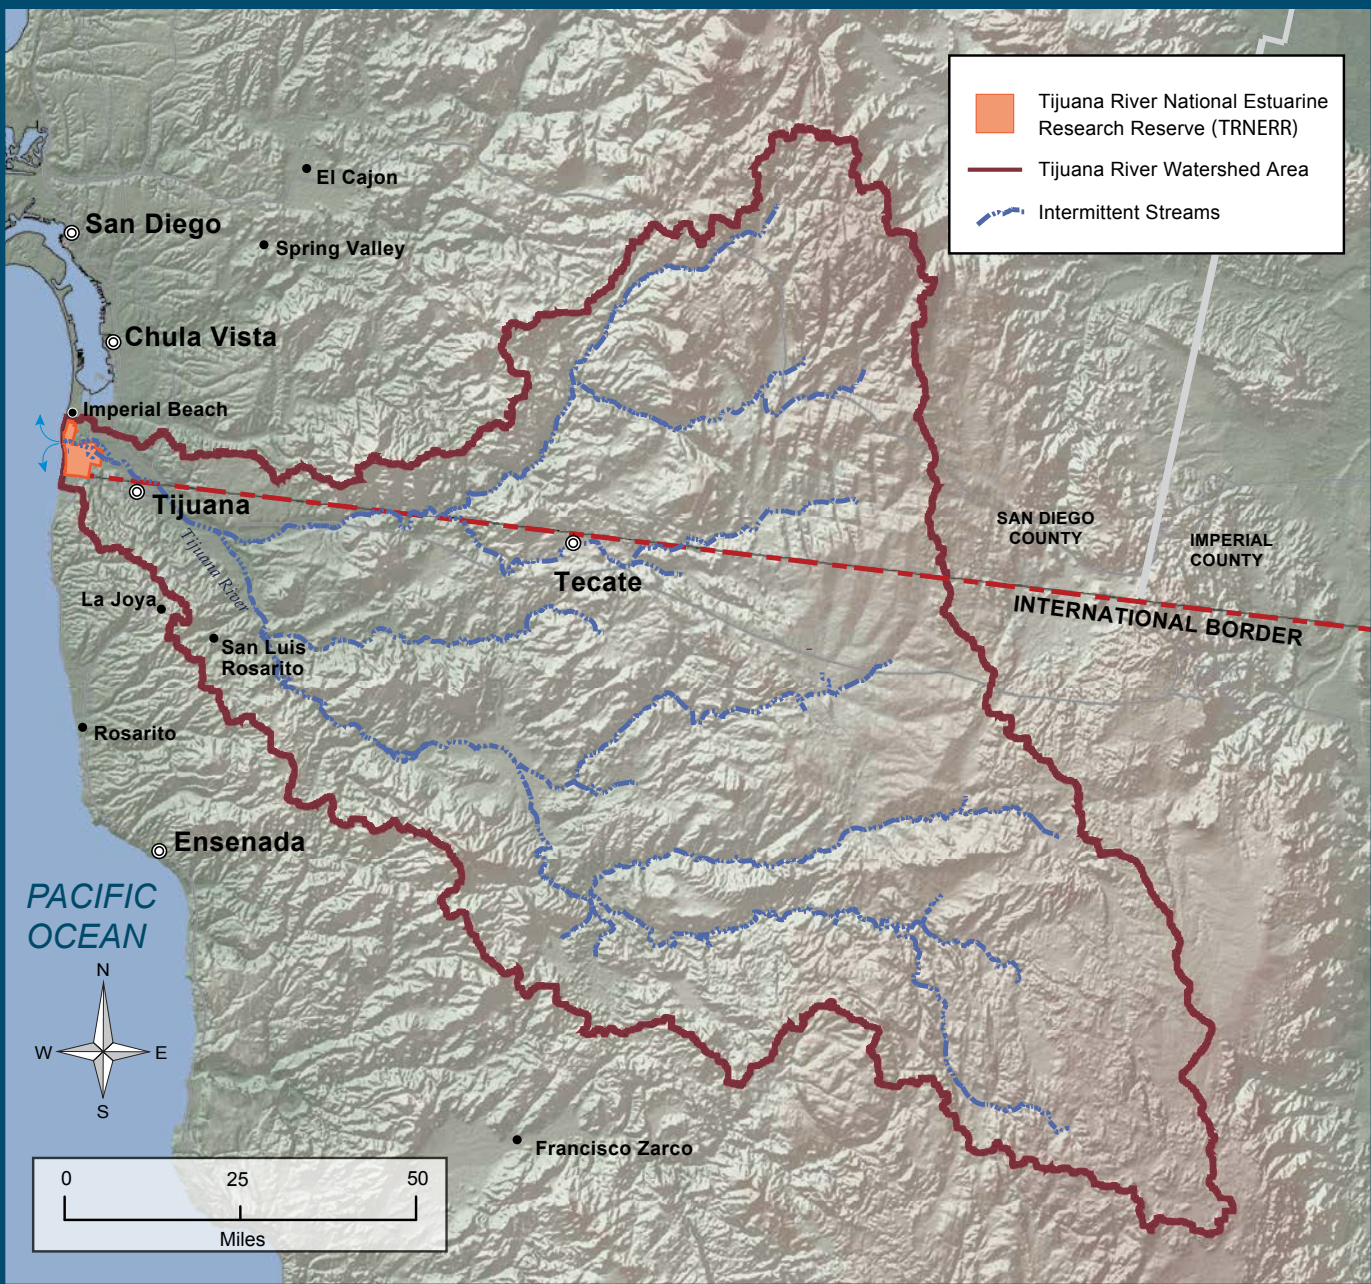 Tijuana River National Estuarine
Research Reserve (TRNERR)
Tijuana River Watershed Area
Intermittent Streams
El Cajon
San Diego
Spring Valley
Chula Vista
Imperial Beach
Tijuana
Tijuana River
SAN DIEGO
COUNTY
IMPERIAL
COUNTY
Tecate
INTERNATIONAL BORDER
La Joya
San Luis
Rosarito
Rosarito
Ensenada
PACIFIC
OCEAN
N
W
E
S
Francisco Zarco
0 25 50
Miles